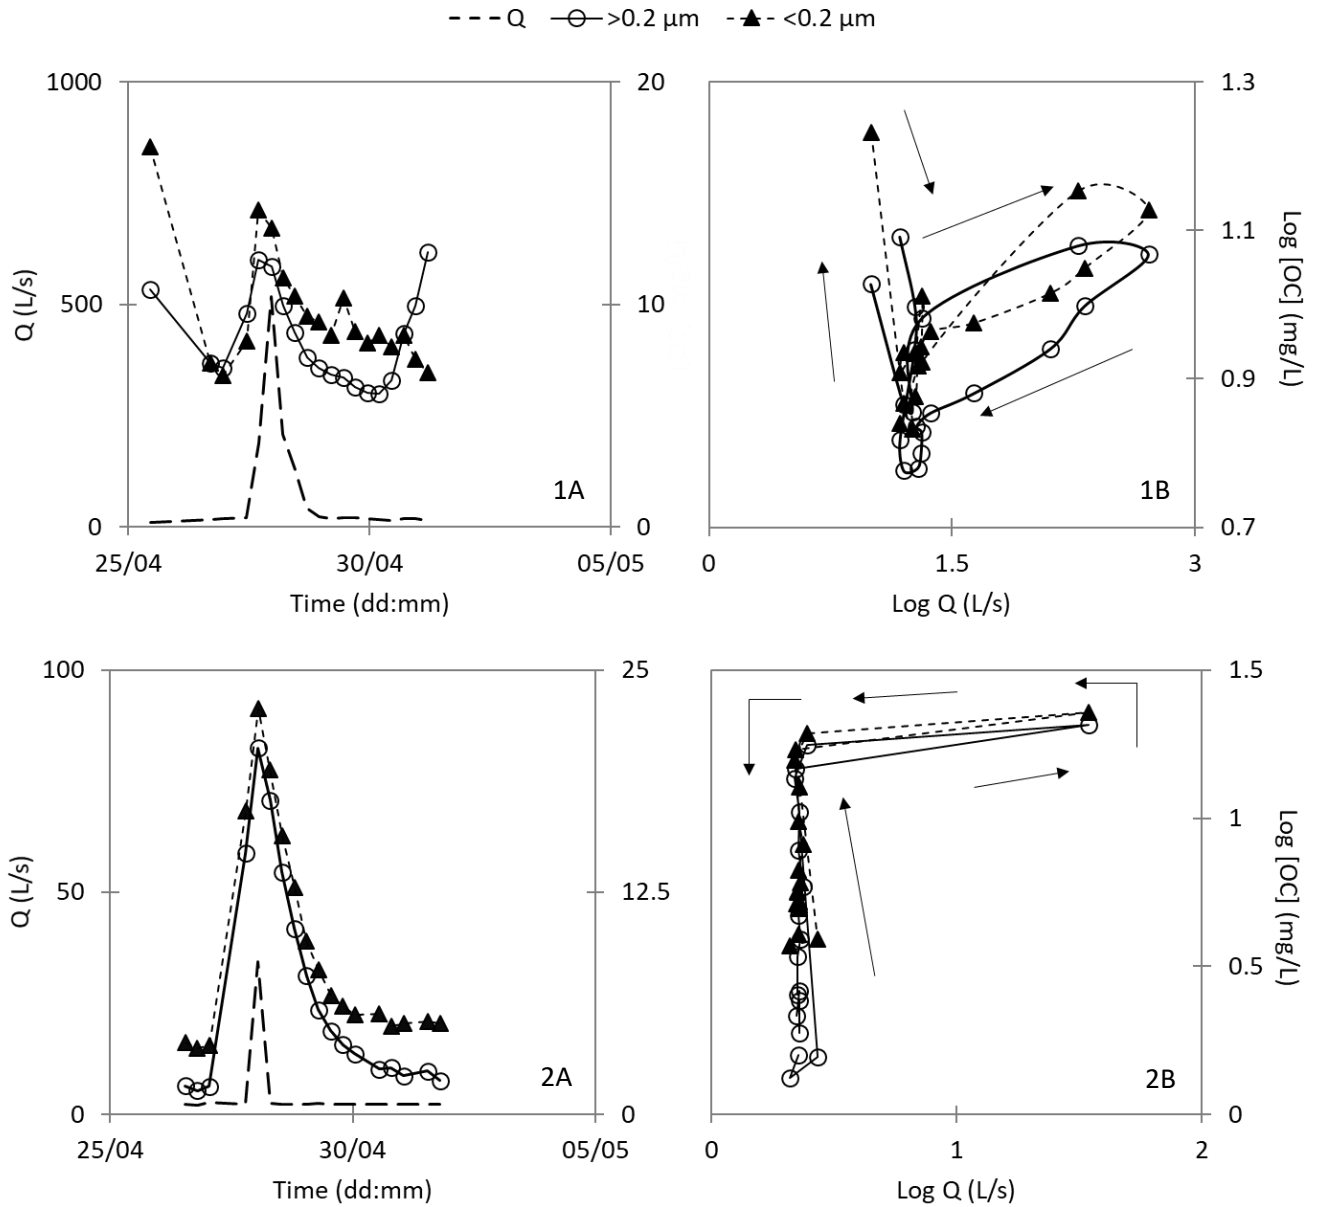 Q >0.2 µm <0.2 µm
1000 20 1.3
1.1
Q (L/s) 500 10 Log [OC] (mg/L)
0.9
1A 1B
0 0 0.7
25/04 30/04 05/05 0 1.5 3
Time (dd:mm) Log Q (L/s)
100 25 1.5
1
Q (L/s) 50 12.5 Log [OC] (mg/L)
0.5
2A 2B
0 0 0
25/04 30/04 05/05 0 1 2
Time (dd:mm) Log Q (L/s)